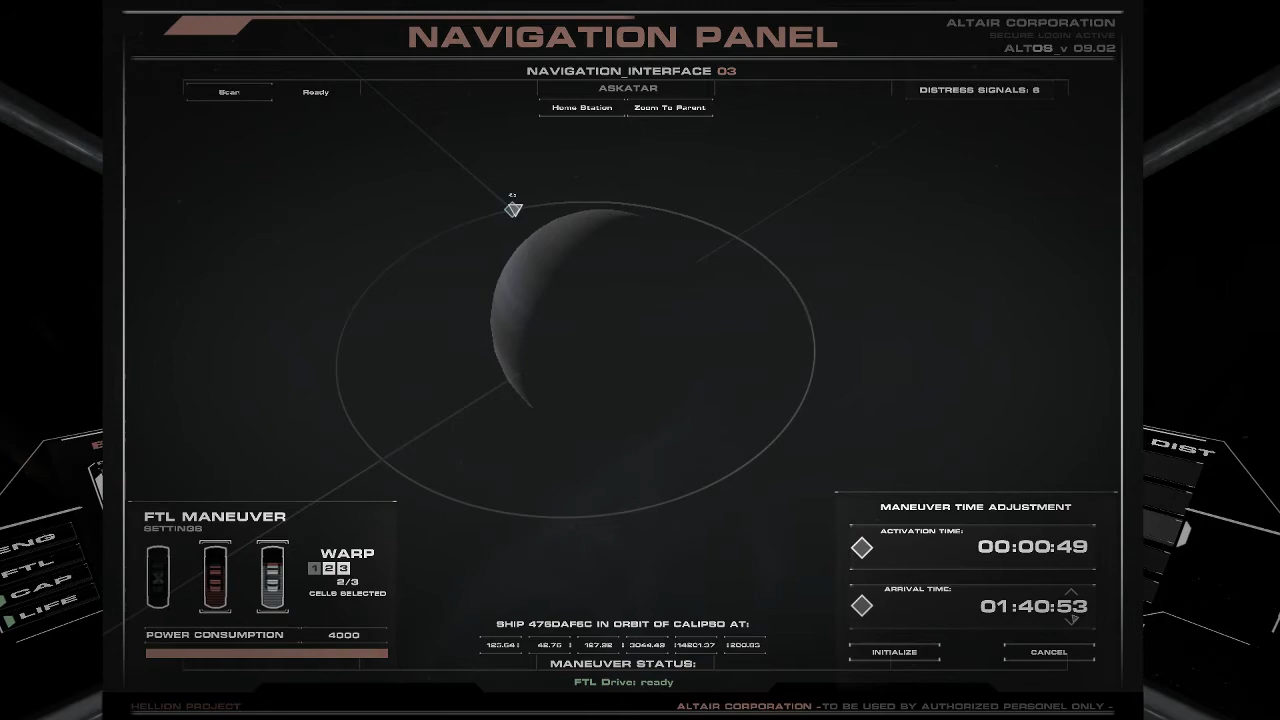 NAVIGATION PANEL
ALTAIR CORPORATION
SECURE LOGIN ACTIVE
ALTOS_v 09.02
NAVIGATION_INTERFACE 03
Scan
Ready
ASKATAR
Home Station
Zoom To Parent
DISTRESS SIGNALS: 6
DIST
ENG
FTL
CAP
LIFE
FTL MANEUVER
SETTINGS
WARP
1 2 3
2/3
CELLS SELECTED
POWER CONSUMPTION 4000
MANEUVER TIME ADJUSTMENT
ACTIVATION TIME:
00:00:49
ARRIVAL TIME:
01:40:53
INITIALIZE
CANCEL
SHIP 475DAF6C IN ORBIT OF CALIPSO AT:
MANEUVER STATUS:
FTL Drive: ready
HELLION PROJECT
ALTAIR CORPORATION -TO BE USED BY AUTHORIZED PERSONEL ONLY -